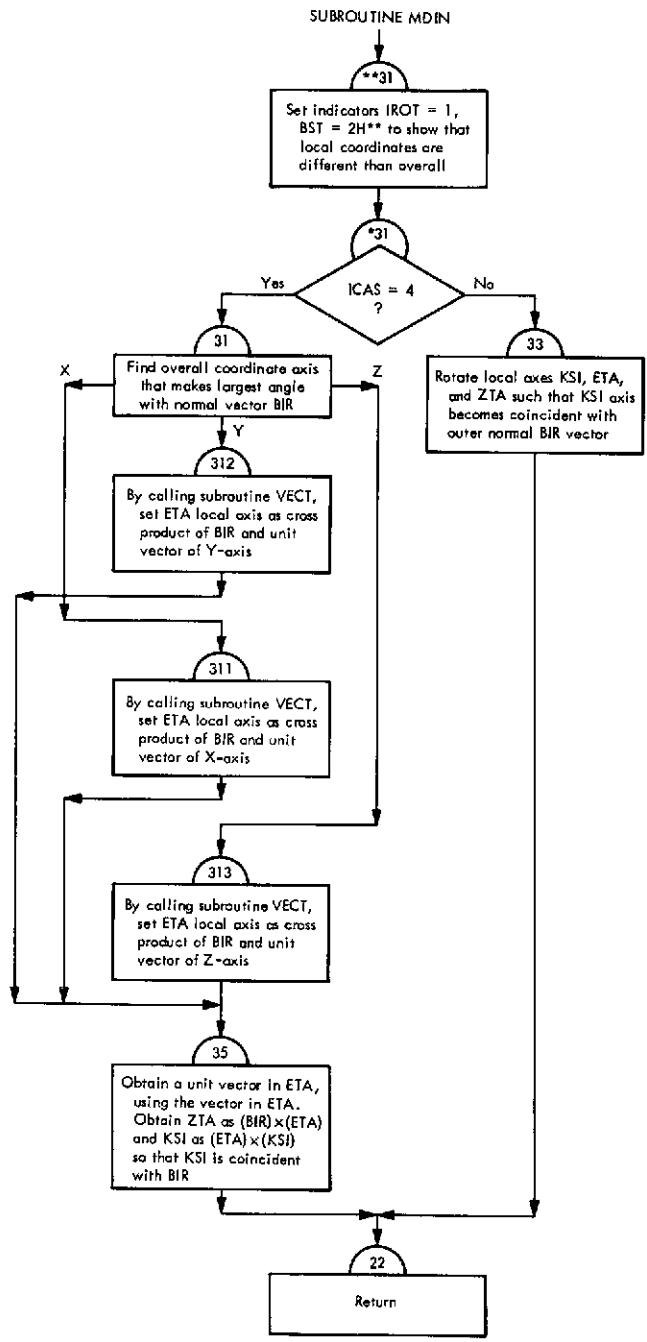 SUBROUTINE MDIN
**31
Set indicators IROT = 1,
BST = 2H** to show that
local coordinates are
different than overall
*31
Yes
ICAS = 4
?
No
31
X
Find overall coordinate axis
that makes largest angle
with normal vector BIR
Z
33
Rotate local axes KSI, ETA,
and ZTA such that KSI axis
becomes coincident with
outer normal BIR vector
Y
312
By calling subroutine VECT,
set ETA local axis as cross
product of BIR and unit
vector of Y-axis
311
By calling subroutine VECT,
set ETA local axis as cross
product of BIR and unit
vector of X-axis
313
By calling subroutine VECT,
set ETA local axis as cross
product of BIR and unit
vector of Z-axis
35
Obtain a unit vector in ETA,
using the vector in ETA.
Obtain ZTA as (BIR)×(ETA)
and KSI as (ETA)×(KSI)
so that KSI is coincident
with BIR
22
Return